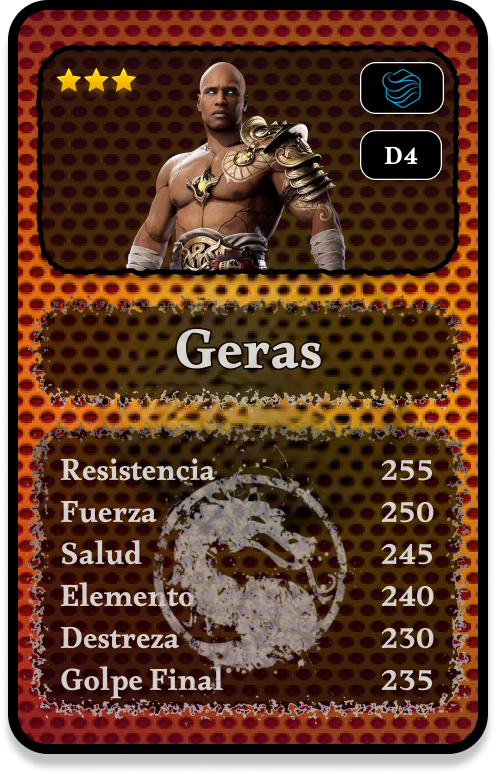 D4
Geras
Resistencia 255
Fuerza 250
Salud 245
Elemento 240
Destreza 230
Golpe Final 235